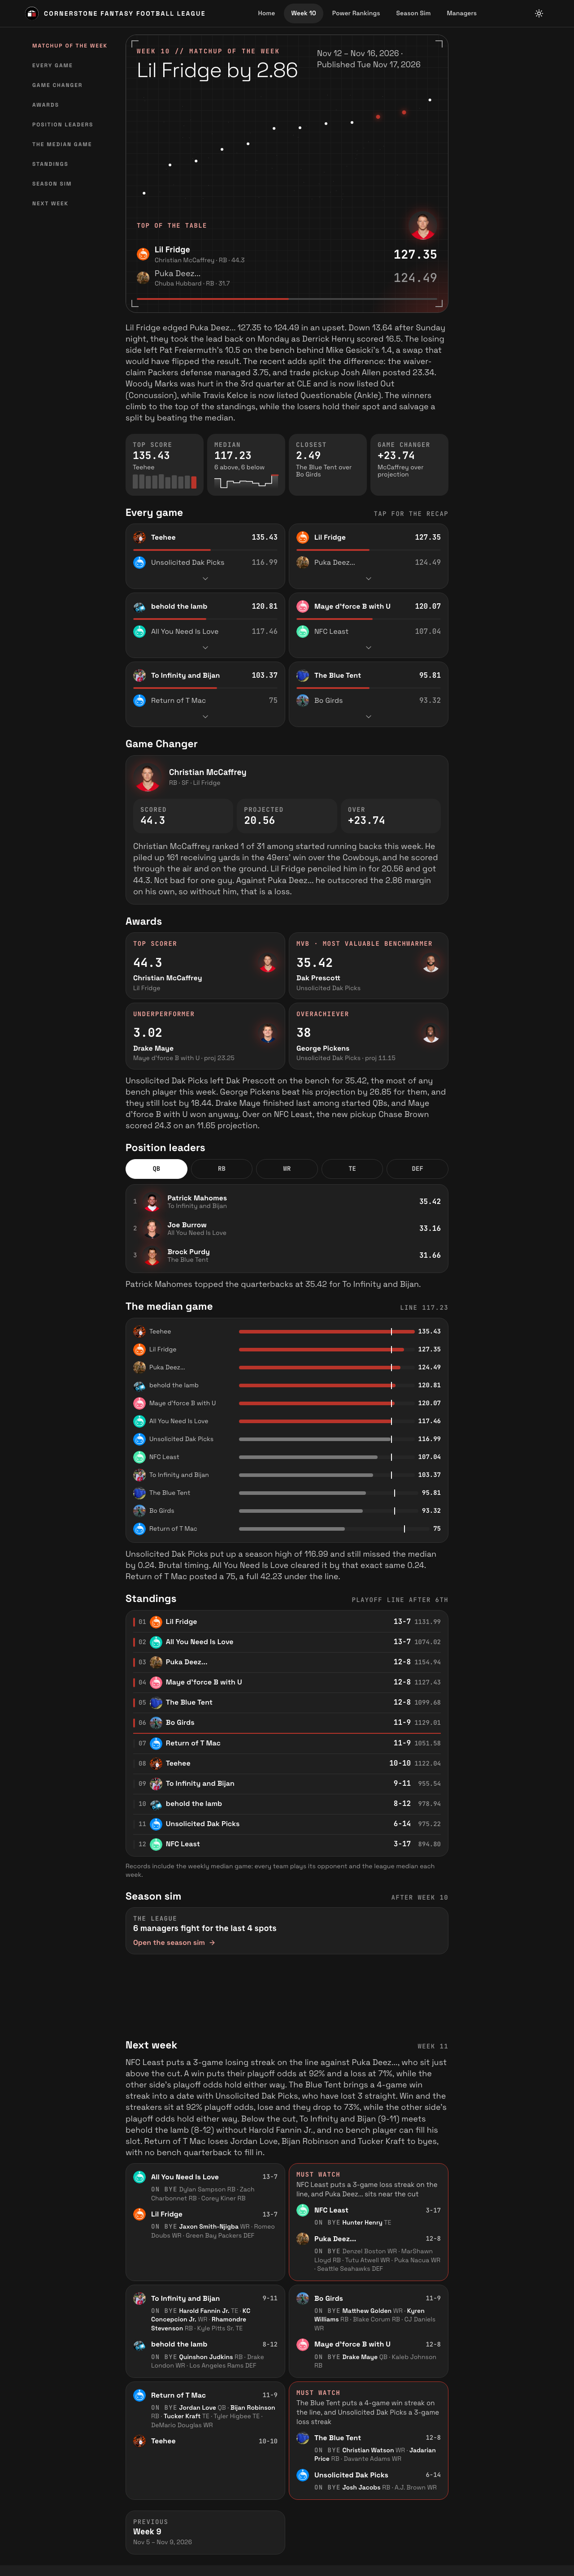 CORNERSTONE FANTASY FOOTBALL LEAGUE
Home
Week 10
Power Rankings
Season Sim
Managers
MATCHUP OF THE WEEK
EVERY GAME
GAME CHANGER
AWARDS
POSITION LEADERS
THE MEDIAN GAME
STANDINGS
SEASON SIM
NEXT WEEK
WEEK 10 // MATCHUP OF THE WEEK
Lil Fridge by 2.86
Nov 12 – Nov 16, 2026 ·
Published Tue Nov 17, 2026
TOP OF THE TABLE
Lil Fridge
Christian McCaffrey · RB · 44.3
127.35
Puka Deez...
Chuba Hubbard · RB · 31.7
124.49
Lil Fridge edged Puka Deez... 127.35 to 124.49 in an upset. Down 13.64 after Sunday
night, they took the lead on Monday as Derrick Henry scored 16.5. The losing
side left Pat Freiermuth's 10.5 on the bench behind Mike Gesicki's 1.4, a swap that
would have flipped the result. The recent adds split the difference: the waiver-
claim Packers defense managed 3.75, and trade pickup Josh Allen posted 23.34.
Woody Marks was hurt in the 3rd quarter at CLE and is now listed Out
(Concussion), while Travis Kelce is now listed Questionable (Ankle). The winners
climb to the top of the standings, while the losers hold their spot and salvage a
split by beating the median.
TOP SCORE
135.43
Teehee
MEDIAN
117.23
6 above, 6 below
CLOSEST
2.49
The Blue Tent over
Bo Girds
GAME CHANGER
+23.74
McCaffrey over
projection
Every game
TAP FOR THE RECAP
Teehee 135.43
Unsolicited Dak Picks 116.99
Lil Fridge 127.35
Puka Deez... 124.49
behold the lamb 120.81
All You Need Is Love 117.46
Maye d'force B with U 120.07
NFC Least 107.04
To Infinity and Bijan 103.37
Return of T Mac 75
The Blue Tent 95.81
Bo Girds 93.32
Game Changer
Christian McCaffrey
RB · SF · Lil Fridge
SCORED
44.3
PROJECTED
20.56
OVER
+23.74
Christian McCaffrey ranked 1 of 31 among started running backs this week. He
piled up 161 receiving yards in the 49ers' win over the Cowboys, and he scored
through the air and on the ground. Lil Fridge penciled him in for 20.56 and got
44.3. Not bad for one guy. Against Puka Deez... he outscored the 2.86 margin
on his own, so without him, that is a loss.
Awards
TOP SCORER
44.3
Christian McCaffrey
Lil Fridge
MVB · MOST VALUABLE BENCHWARMER
35.42
Dak Prescott
Unsolicited Dak Picks
UNDERPERFORMER
3.02
Drake Maye
Maye d'force B with U · proj 23.25
OVERACHIEVER
38
George Pickens
Unsolicited Dak Picks · proj 11.15
Unsolicited Dak Picks left Dak Prescott on the bench for 35.42, the most of any
bench player this week. George Pickens beat his projection by 26.85 for them, and
they still lost by 18.44. Drake Maye finished last among started QBs, and Maye
d'force B with U won anyway. Over on NFC Least, the new pickup Chase Brown
scored 24.3 on an 11.65 projection.
Position leaders
QB
RB
WR
TE
DEF
1 Patrick Mahomes 35.42
To Infinity and Bijan
2 Joe Burrow 33.16
All You Need Is Love
3 Brock Purdy 31.66
The Blue Tent
Patrick Mahomes topped the quarterbacks at 35.42 for To Infinity and Bijan.
The median game
LINE 117.23
Teehee 135.43
Lil Fridge 127.35
Puka Deez... 124.49
behold the lamb 120.81
Maye d'force B with U 120.07
All You Need Is Love 117.46
Unsolicited Dak Picks 116.99
NFC Least 107.04
To Infinity and Bijan 103.37
The Blue Tent 95.81
Bo Girds 93.32
Return of T Mac 75
Unsolicited Dak Picks put up a season high of 116.99 and still missed the median
by 0.24. Brutal timing. All You Need Is Love cleared it by that exact same 0.24.
Return of T Mac posted a 75, a full 42.23 under the line.
Standings
PLAYOFF LINE AFTER 6TH
01 Lil Fridge 13-7 1131.99
02 All You Need Is Love 13-7 1074.02
03 Puka Deez... 12-8 1154.94
04 Maye d'force B with U 12-8 1127.43
05 The Blue Tent 12-8 1099.68
06 Bo Girds 11-9 1129.01
07 Return of T Mac 11-9 1051.58
08 Teehee 10-10 1122.04
09 To Infinity and Bijan 9-11 955.54
10 behold the lamb 8-12 978.94
11 Unsolicited Dak Picks 6-14 975.22
12 NFC Least 3-17 894.80
Records include the weekly median game: every team plays its opponent and the league median each
week.
Season sim
AFTER WEEK 10
THE LEAGUE
6 managers fight for the last 4 spots
Open the season sim →
Next week
WEEK 11
NFC Least puts a 3-game losing streak on the line against Puka Deez..., who sit just
above the cut. A win puts their playoff odds at 92% and a loss at 71%, while the
other side's playoff odds hold either way. The Blue Tent brings a 4-game win
streak into a date with Unsolicited Dak Picks, who have lost 3 straight. Win and the
streakers sit at 92% playoff odds, lose and they drop to 73%, while the other side's
playoff odds hold either way. Below the cut, To Infinity and Bijan (9-11) meets
behold the lamb (8-12) without Harold Fannin Jr., and no bench player can fill his
slot. Return of T Mac loses Jordan Love, Bijan Robinson and Tucker Kraft to byes,
with no bench quarterback to fill in.
All You Need Is Love 13-7
ON BYE Dylan Sampson RB · Zach
Charbonnet RB · Corey Kiner RB
Lil Fridge 13-7
ON BYE Jaxon Smith-Njigba WR · Romeo
Doubs WR · Green Bay Packers DEF
MUST WATCH
NFC Least puts a 3-game loss streak on the
line, and Puka Deez... sits near the cut
NFC Least 3-17
ON BYE Hunter Henry TE
Puka Deez... 12-8
ON BYE Denzel Boston WR · MarShawn
Lloyd RB · Tutu Atwell WR · Puka Nacua WR
· Seattle Seahawks DEF
To Infinity and Bijan 9-11
ON BYE Harold Fannin Jr. TE · KC
Concepcion Jr. WR · Rhamondre
Stevenson RB · Kyle Pitts Sr. TE
behold the lamb 8-12
ON BYE Quinshon Judkins RB · Drake
London WR · Los Angeles Rams DEF
Bo Girds 11-9
ON BYE Matthew Golden WR · Kyren
Williams RB · Blake Corum RB · CJ Daniels
WR
Maye d'force B with U 12-8
ON BYE Drake Maye QB · Kaleb Johnson
RB
Return of T Mac 11-9
ON BYE Jordan Love QB · Bijan Robinson
RB · Tucker Kraft TE · Tyler Higbee TE ·
DeMario Douglas WR
Teehee 10-10
MUST WATCH
The Blue Tent puts a 4-game win streak on
the line, and Unsolicited Dak Picks a 3-game
loss streak
The Blue Tent 12-8
ON BYE Christian Watson WR · Jadarian
Price RB · Davante Adams WR
Unsolicited Dak Picks 6-14
ON BYE Josh Jacobs RB · A.J. Brown WR
PREVIOUS
Week 9
Nov 5 – Nov 9, 2026